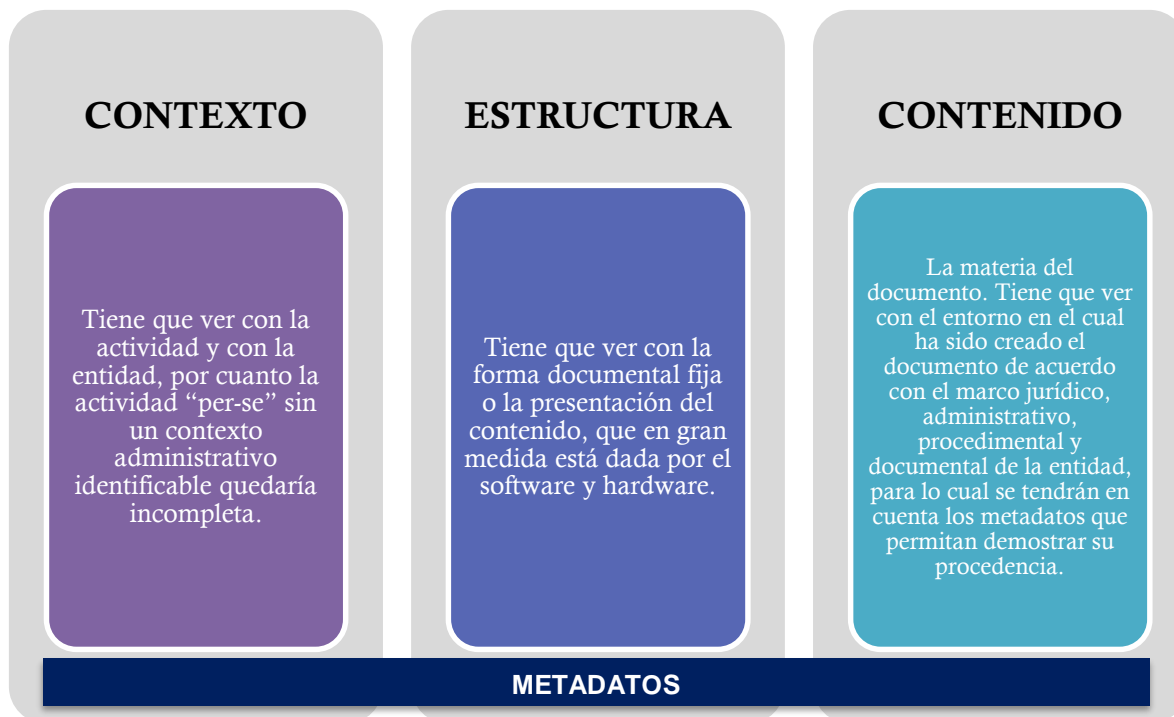 CONTEXTO
Tiene que ver con la
actividad y con la
entidad, por cuanto la
actividad “per-se” sin
un contexto
administrativo
identificable quedaría
incompleta.
ESTRUCTURA
Tiene que ver con la
forma documental fija
o la presentación del
contenido, que en gran
medida está dada por el
software y hardware.
CONTENIDO
La materia del
documento. Tiene que ver
con el entorno en el cual
ha sido creado el
documento de acuerdo
con el marco jurídico,
administrativo,
procedimental y
documental de la entidad,
para lo cual se tendrán en
cuenta los metadatos que
permitan demostrar su
procedencia.
METADATOS